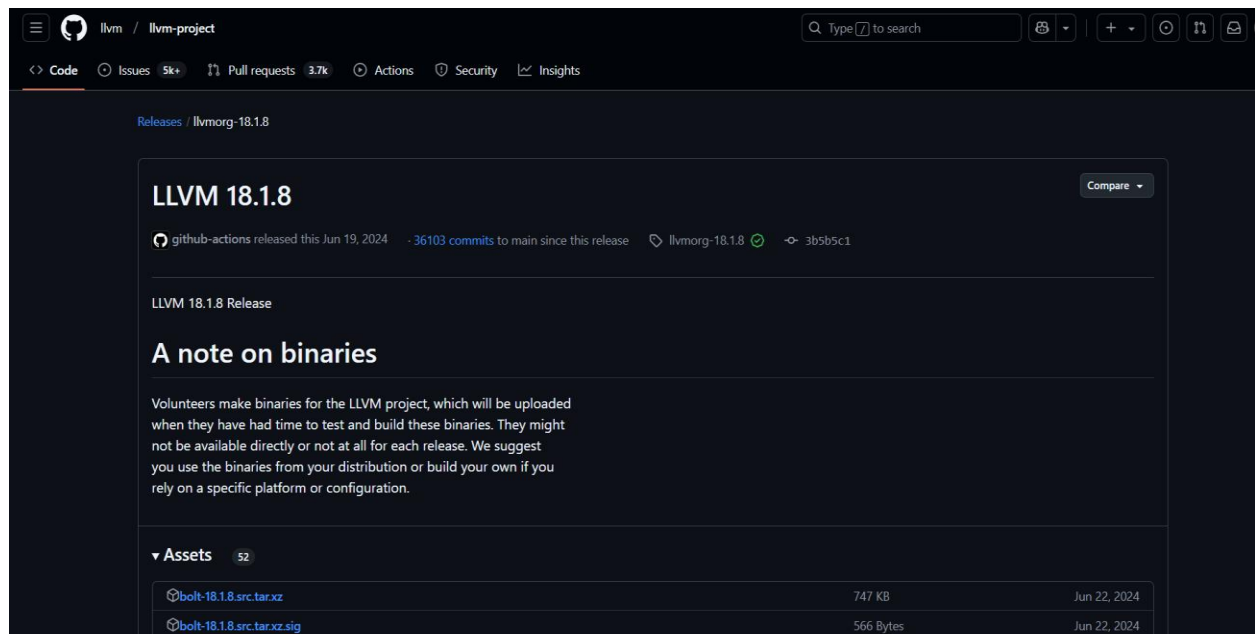 llvm / llvm-project
Type / to search
Code Issues 5k+ Pull requests 3.7k Actions Security Insights
Releases / llvmorg-18.1.8
LLVM 18.1.8
Compare
github-actions released this Jun 19, 2024 · 36103 commits to main since this release llvmorg-18.1.8 3b5b5c1
LLVM 18.1.8 Release
A note on binaries
Volunteers make binaries for the LLVM project, which will be uploaded
when they have had time to test and build these binaries. They might
not be available directly or not at all for each release. We suggest
you use the binaries from your distribution or build your own if you
rely on a specific platform or configuration.
Assets 52
bolt-18.1.8.src.tar.xz 747 KB Jun 22, 2024
bolt-18.1.8.src.tar.xz.sig 566 Bytes Jun 22, 2024